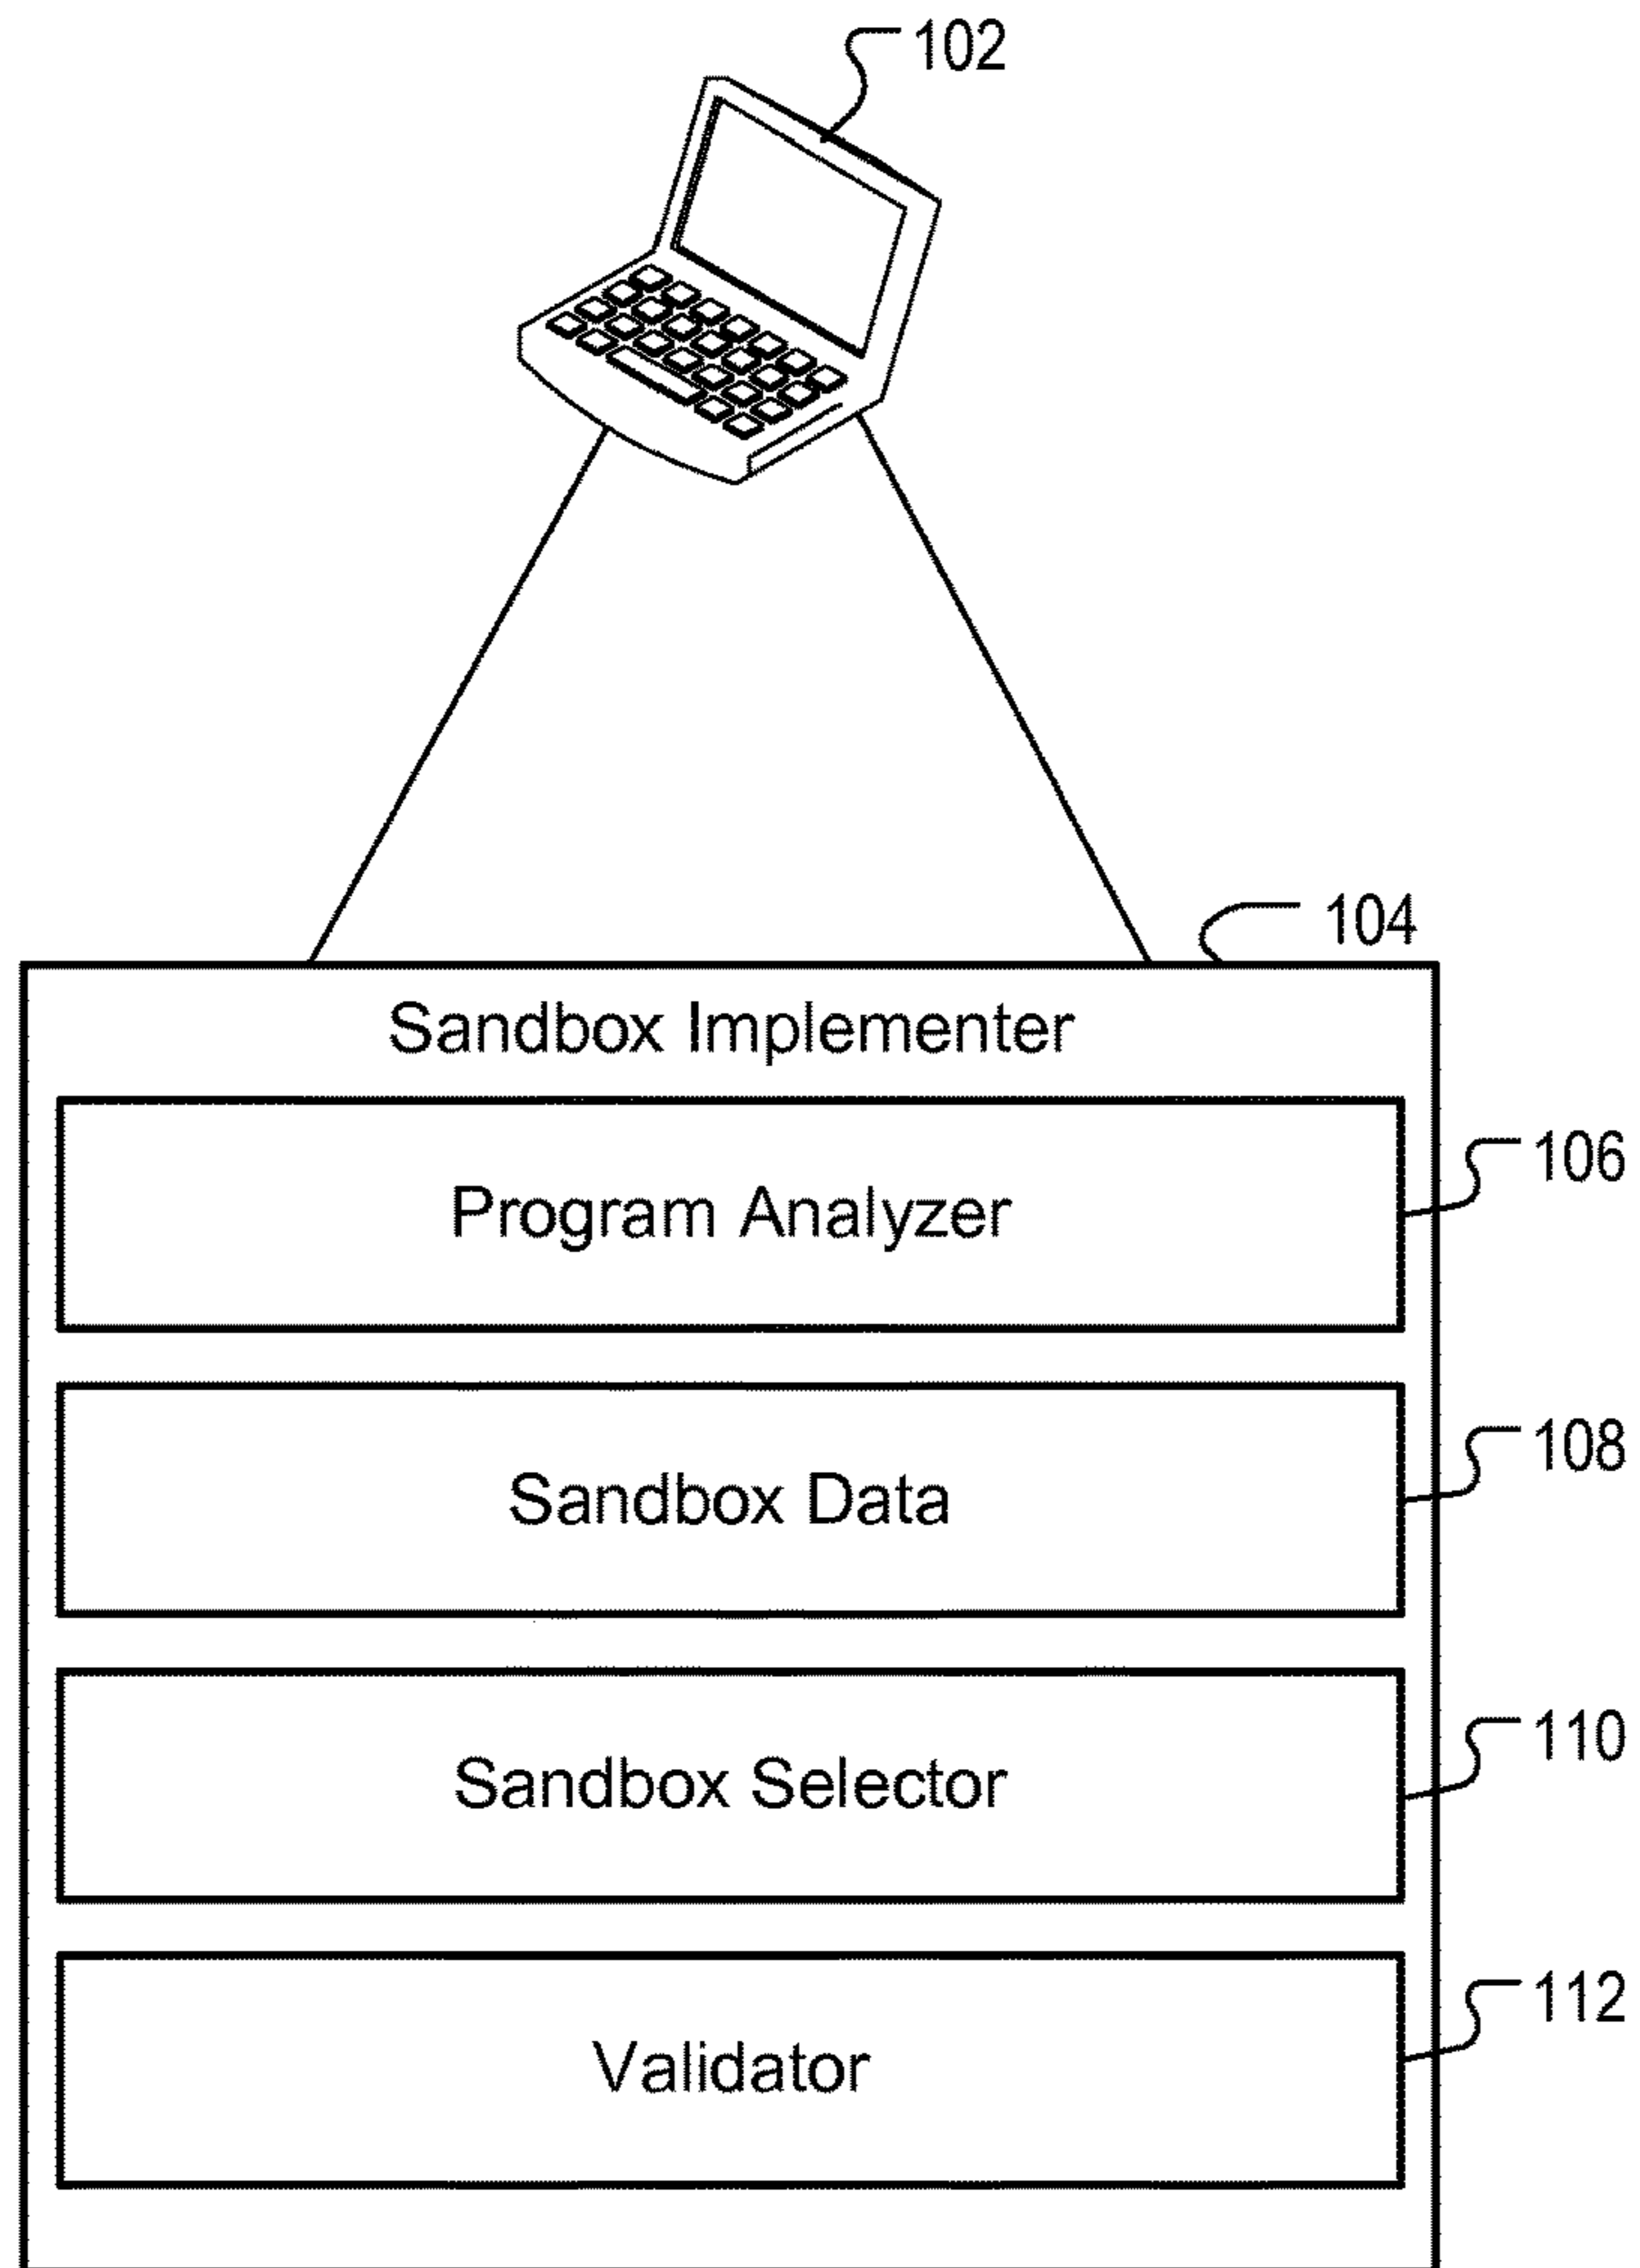 102
104
Sandbox Implementer
106
Program Analyzer
108
Sandbox Data
110
Sandbox Selector
112
Validator